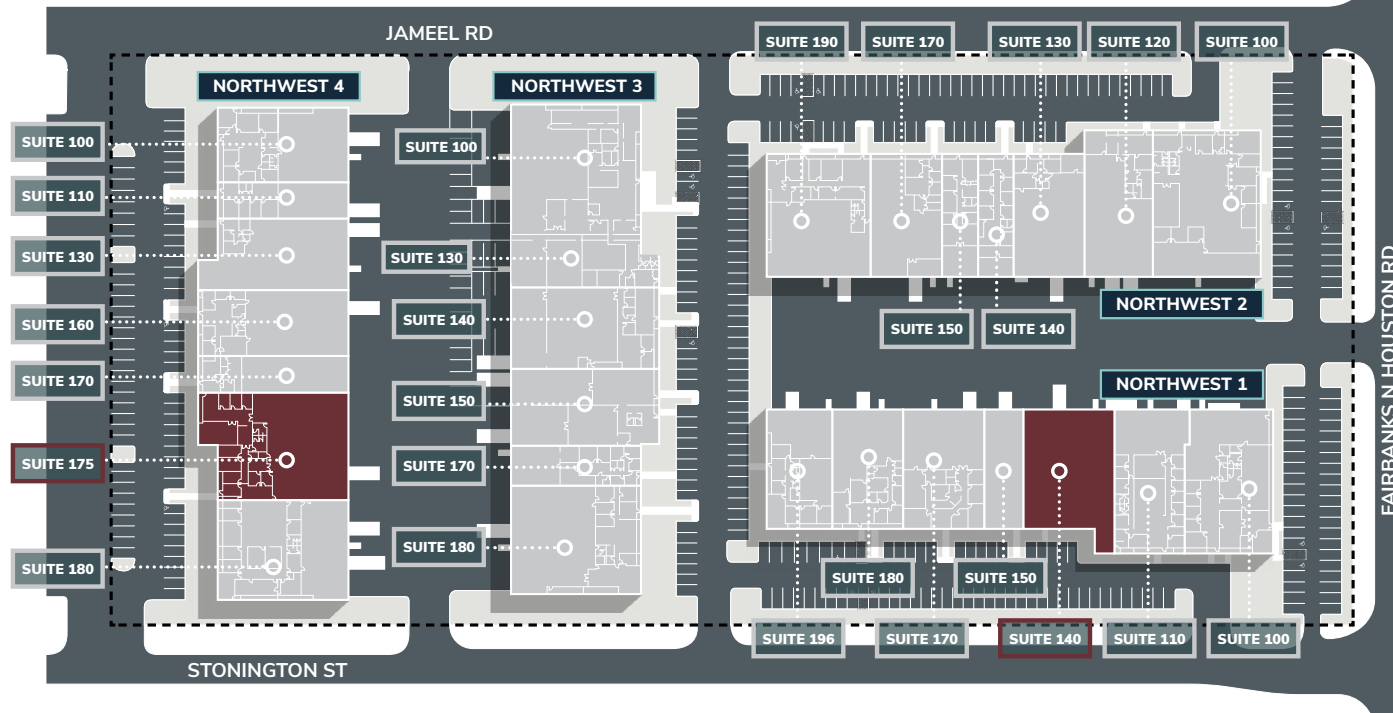 JAMEEL RD
SUITE 190
SUITE 170
SUITE 130
SUITE 120
SUITE 100
NORTHWEST 4
SUITE 100
SUITE 110
SUITE 130
SUITE 160
SUITE 170
SUITE 175
SUITE 180
NORTHWEST 3
SUITE 100
SUITE 130
SUITE 140
SUITE 150
SUITE 170
SUITE 180
SUITE 150
SUITE 140
NORTHWEST 2
NORTHWEST 1
SUITE 180
SUITE 150
SUITE 196
SUITE 170
SUITE 140
SUITE 110
SUITE 100
STONINGTON ST
FAIRBANKS N HOUSTON RD